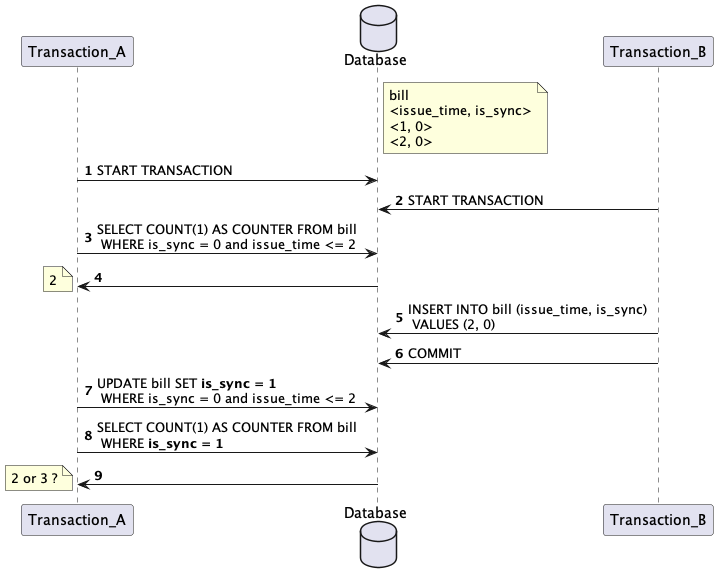 Transaction_A
Database
Transaction_B
bill
<issue_time, is_sync>
<1, 0>
<2, 0>
1 START TRANSACTION
2 START TRANSACTION
3 SELECT COUNT(1) AS COUNTER FROM bill
WHERE is_sync = 0 and issue_time <= 2
2
4
5 INSERT INTO bill (issue_time, is_sync)
VALUES (2, 0)
6 COMMIT
7 UPDATE bill SET is_sync = 1
WHERE is_sync = 0 and issue_time <= 2
8 SELECT COUNT(1) AS COUNTER FROM bill
WHERE is_sync = 1
2 or 3 ?
9
Transaction_A
Database
Transaction_B